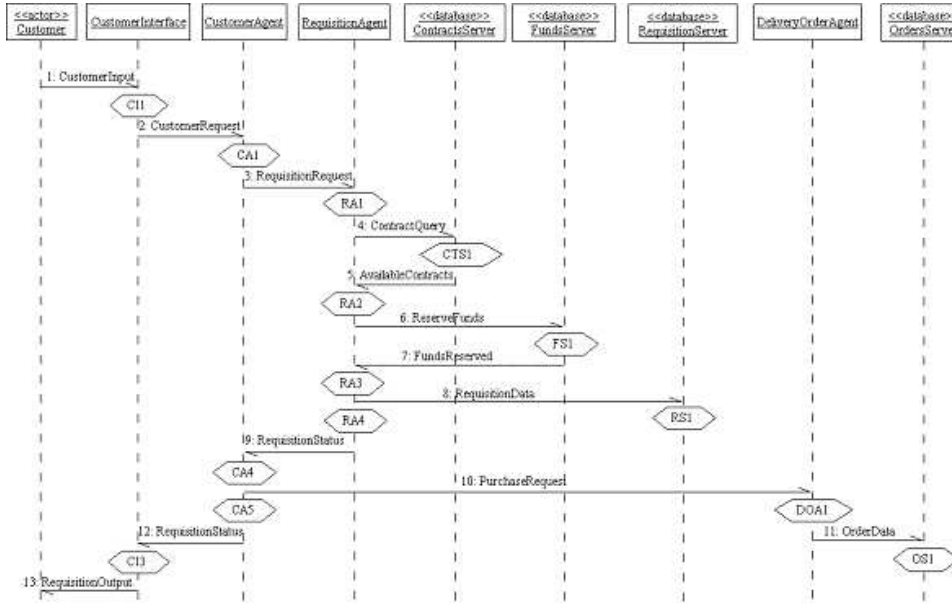 <<actor>>
Customer
CustomerInterface
CustomerAgent
RequisitionAgent
<<database>>
ContractsServer
<<database>>
FundsServer
<<database>>
RequisitionServer
DeliveryOrderAgent
<<database>>
OrdersServer
1: CustomerInput
CI1
2: CustomerRequest
CA1
3: RequisitionRequest
RA1
4: ContractQuery
CTS1
5: AvailableContracts
RA2
6: ReserveFunds
FS1
7: FundsReserved
RA3
8: RequisitionData
RA4
RS1
9: RequisitionStatus
CA4
10: PurchaseRequest
CA5
DOA1
12: RequisitionStatus
11: OrderData
CI3
OS1
13: RequisitionOutput